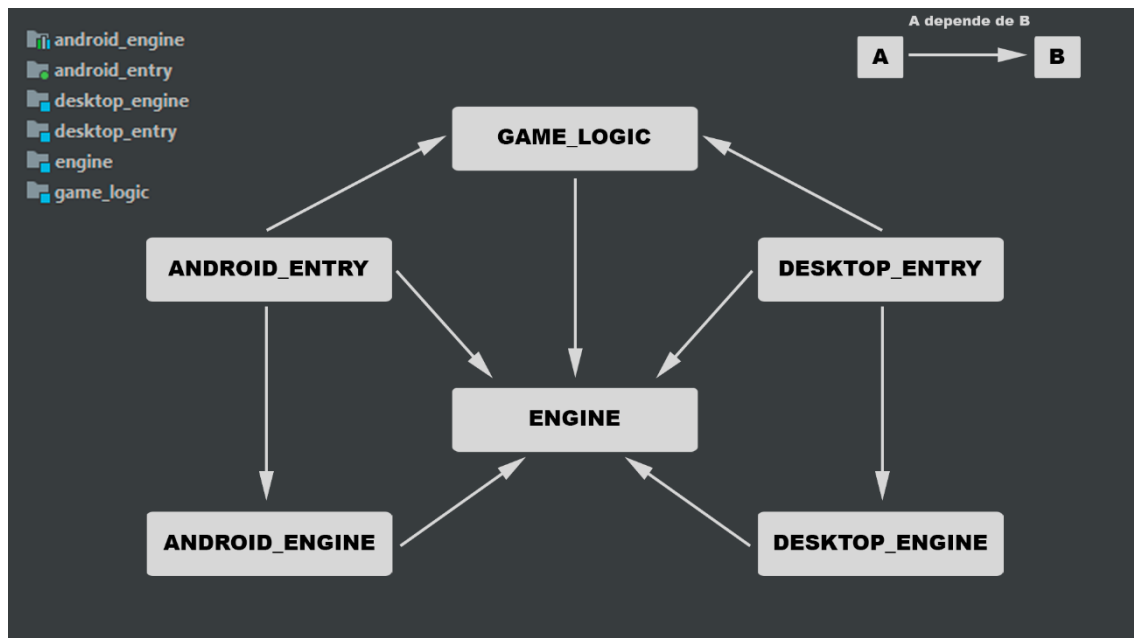 android_engine
android_entry
desktop_engine
desktop_entry
engine
game_logic
A depende de B
A
B
GAME_LOGIC
ANDROID_ENTRY
DESKTOP_ENTRY
ENGINE
ANDROID_ENGINE
DESKTOP_ENGINE